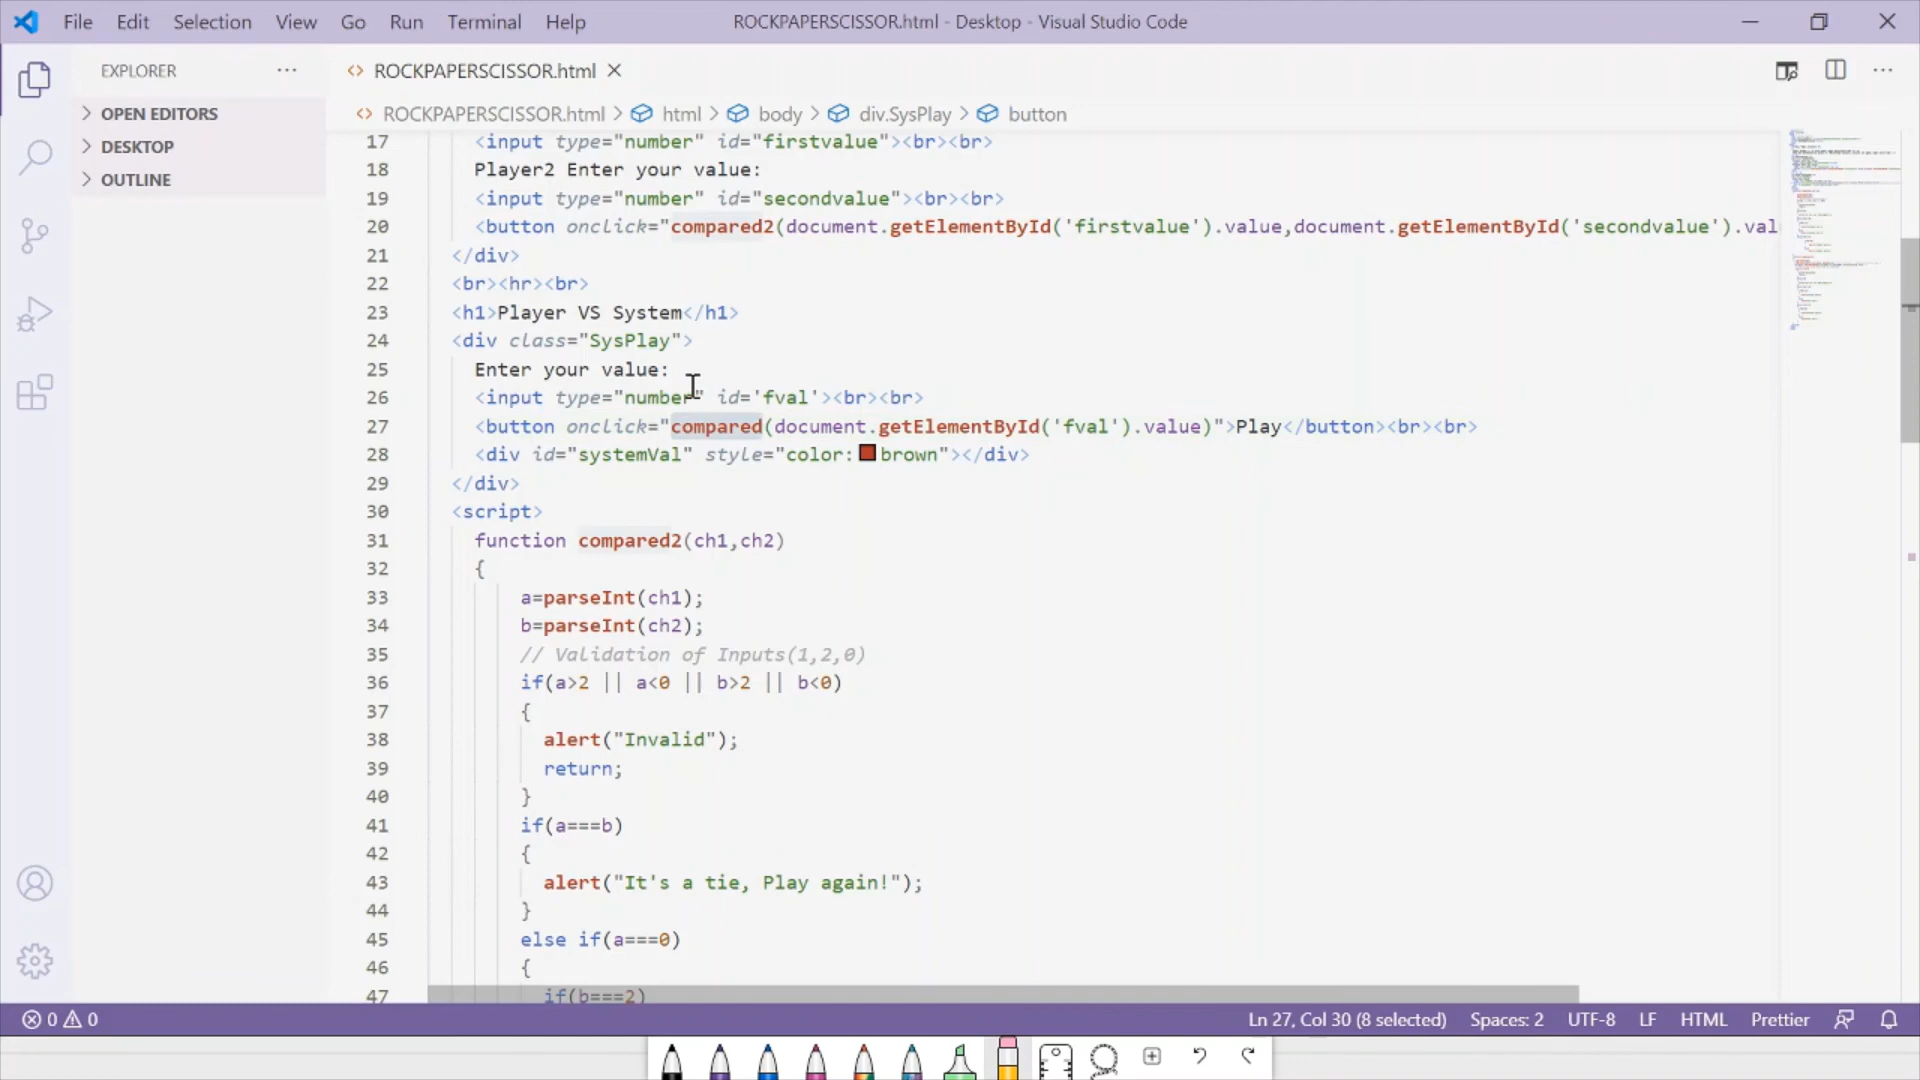 File Edit Selection View Go Run Terminal Help ROCKPAPERSCISSOR.html - Desktop - Visual Studio Code
EXPLORER
OPEN EDITORS
DESKTOP
OUTLINE
ROCKPAPERSCISSOR.html
ROCKPAPERSCISSOR.html > html > body > div.SysPlay > button
17 <input type="number" id="firstvalue"><br><br>
18 Player2 Enter your value:
19 <input type="number" id="secondvalue"><br><br>
20 <button onclick="compared2(document.getElementById('firstvalue').value,document.getElementById('secondvalue').val
21 </div>
22 <br><hr><br>
23 <h1>Player VS System</h1>
24 <div class="SysPlay">
25 Enter your value:
26 <input type="number" id='fval'><br><br>
27 <button onclick="compared(document.getElementById('fval').value)">Play</button><br><br>
28 <div id="systemVal" style="color:brown"></div>
29 </div>
30 <script>
31 function compared2(ch1,ch2)
32 {
33 a=parseInt(ch1);
34 b=parseInt(ch2);
35 // Validation of Inputs(1,2,0)
36 if(a>2 || a<0 || b>2 || b<0)
37 {
38 alert("Invalid");
39 return;
40 }
41 if(a===b)
42 {
43 alert("It's a tie, Play again!");
44 }
45 else if(a===0)
46 {
47 if(b===2)
0 0 Ln 27, Col 30 (8 selected) Spaces: 2 UTF-8 LF HTML Prettier